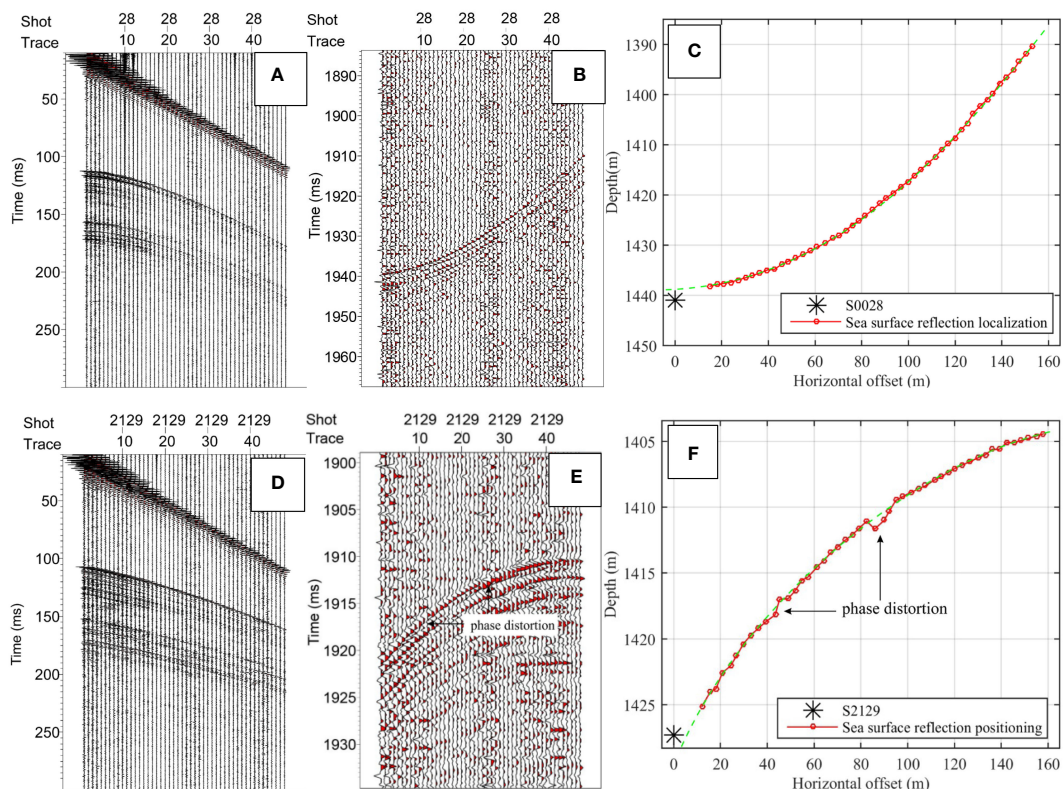 Shot 28 28
Trace 10 20 30 40
A
50
100
150
200
250
Time (ms)
Shot 28 28
Trace 10 20 30 40
B
1890
1900
1910
1920
1930
1940
1950
1960
Time (ms)
C
1390
1400
1410
1420
1430
1440
1450
Depth(m)
S0028
Sea surface reflection localization
0 20 40 60 80 100 120 140 160
Horizontal offset (m)
Shot 2129 2129 2129 2129
Trace 10 20 30 40
D
50
100
150
200
250
Time (ms)
Shot 2129 2129 2129 2129
Trace 10 20 30 40
E
1900
1905
1910
1914
1920
1925
1930
Time (ms)
phase distortion
F
1405
1410
1415
1420
1425
Depth (m)
phase distortion
S2129
Sea surface reflection positioning
0 20 40 60 80 100 120 140 160
Horizontal offset (m)